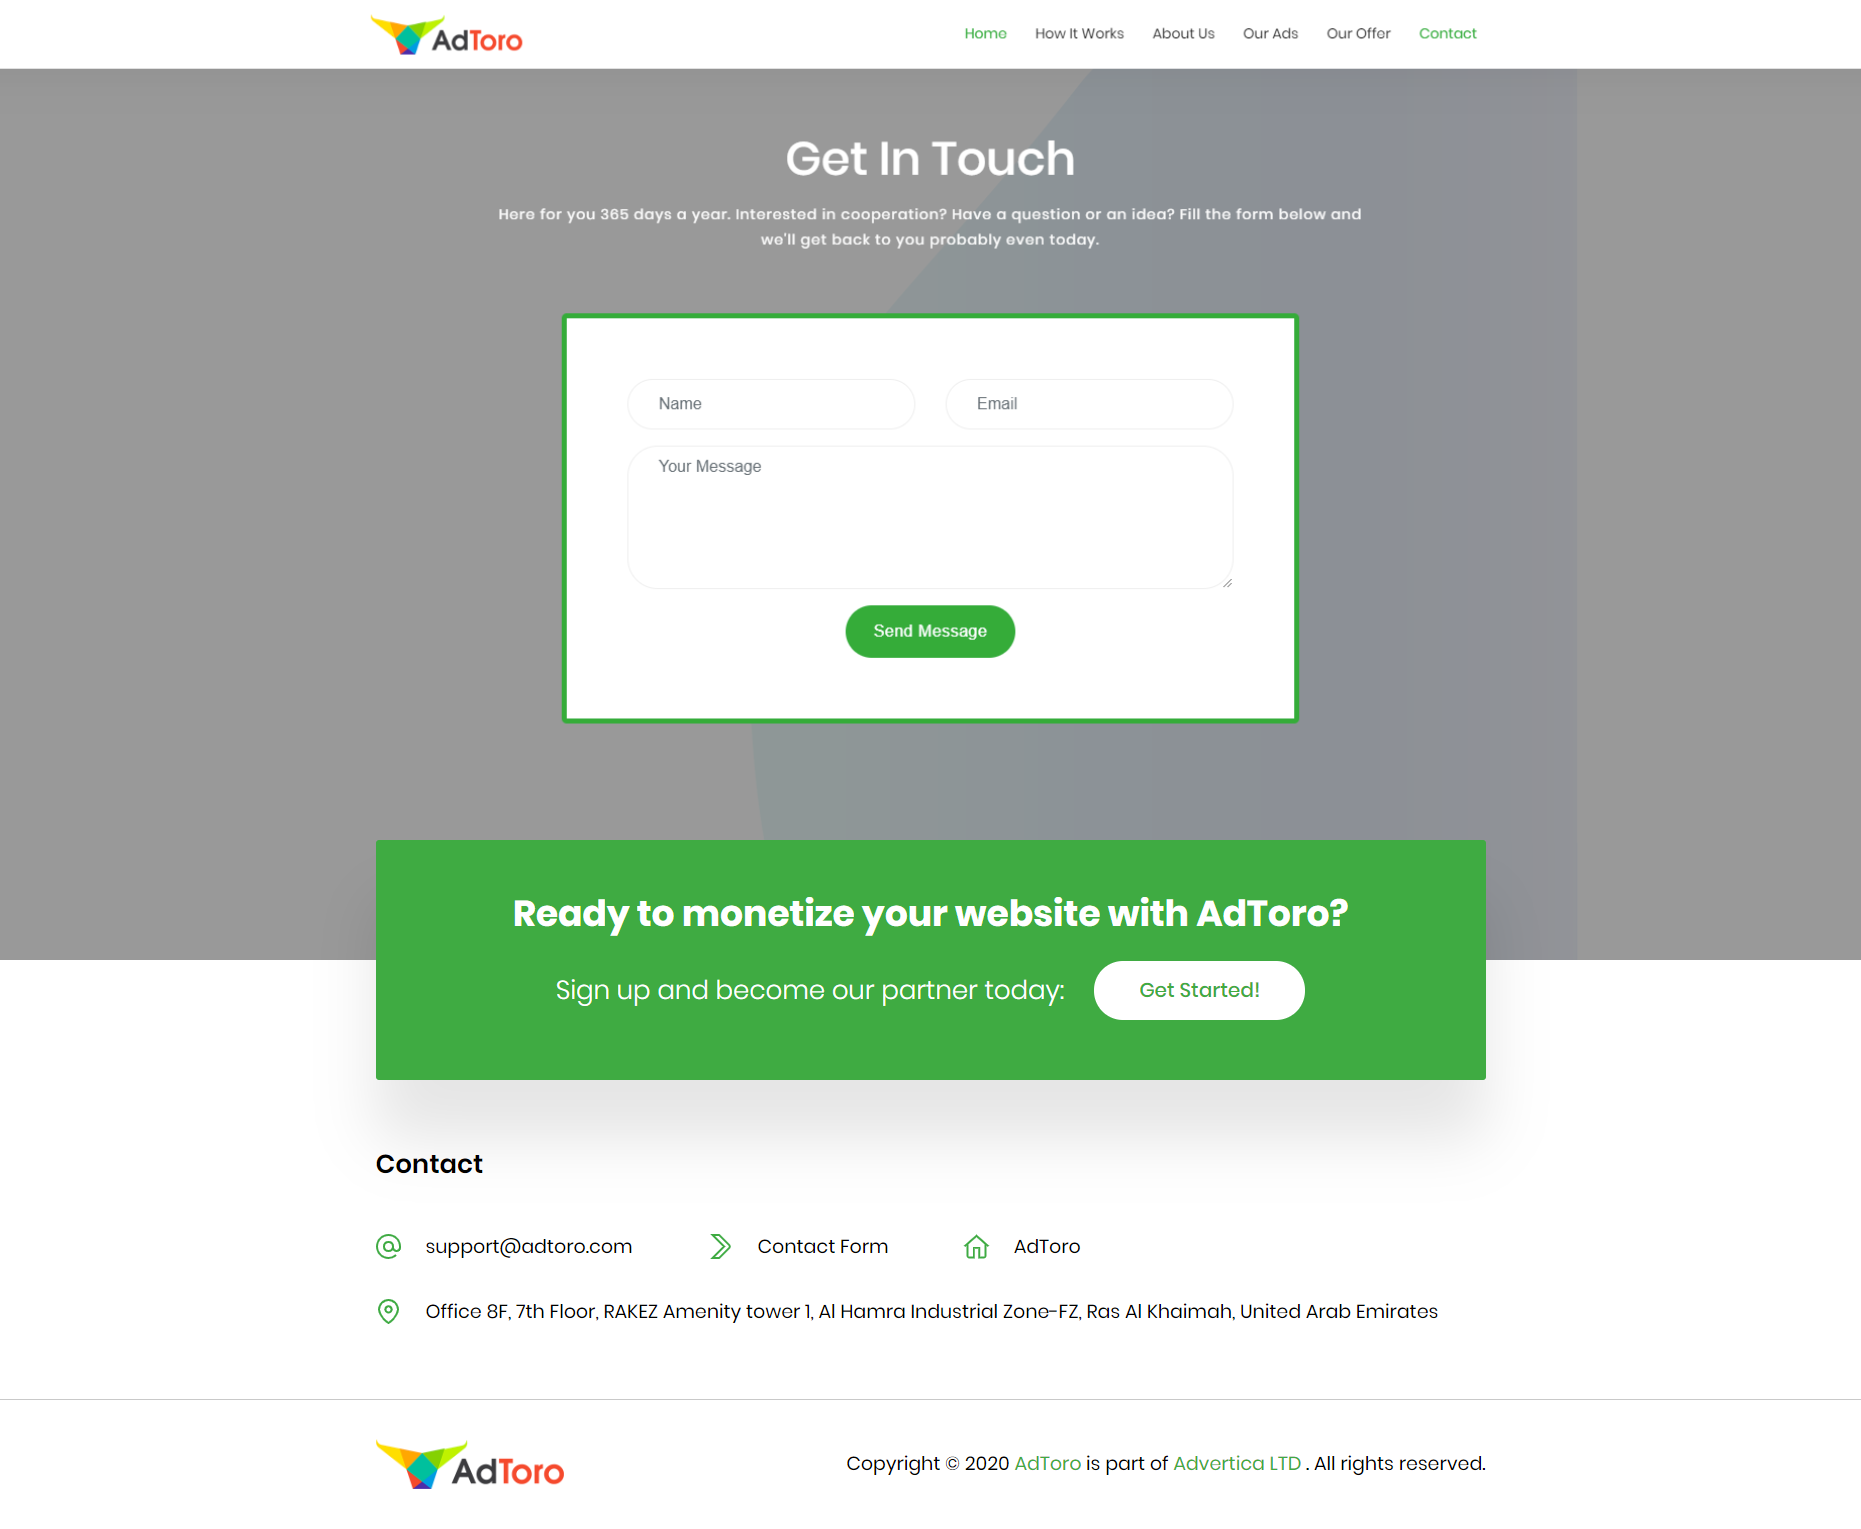 AdToro
Home How It Works About Us Our Ads Our Offer Contact
Get In Touch
Here for you 365 days a year. Interested in cooperation? Have a question or an idea? Fill the form below and
we'll get back to you probably even today.
Name Email
Your Message
Send Message
Ready to monetize your website with AdToro?
Sign up and become our partner today: Get Started!
Contact
support@adtoro.com Contact Form AdToro
Office 8F, 7th Floor, RAKEZ Amenity tower 1, Al Hamra Industrial Zone-FZ, Ras Al Khaimah, United Arab Emirates
AdToro
Copyright © 2020 AdToro is part of Advertica LTD . All rights reserved.